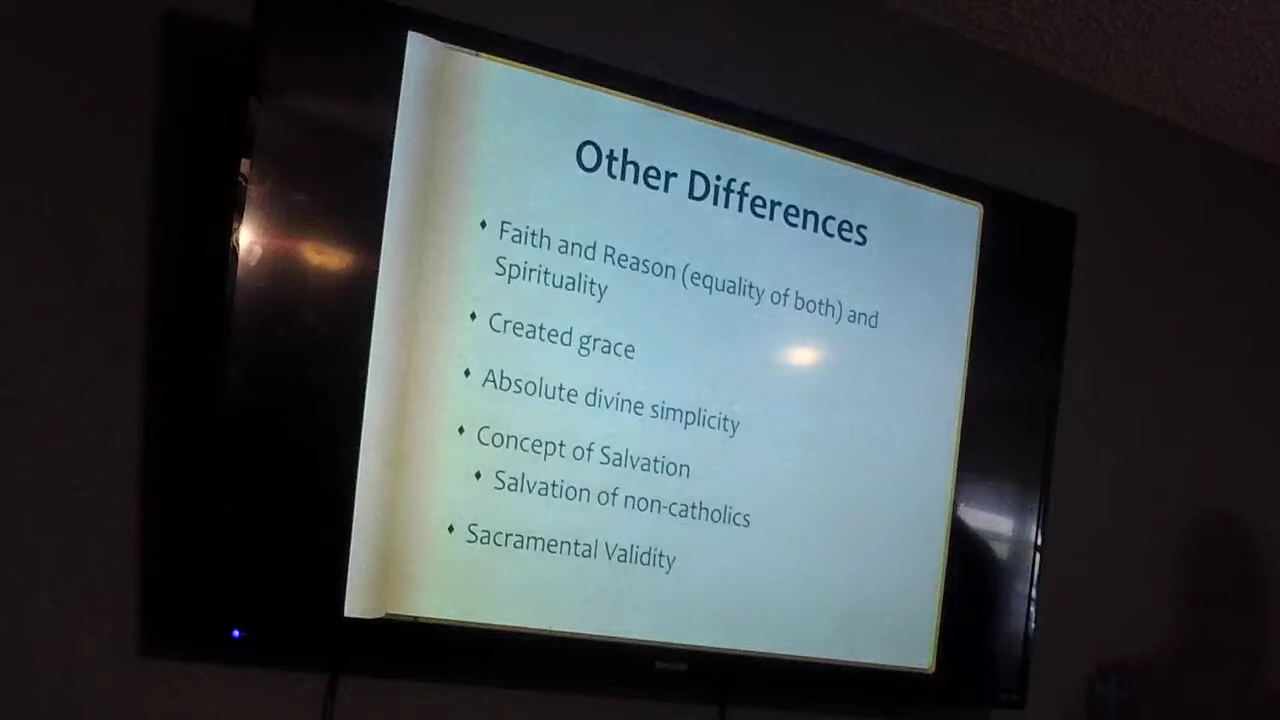 Other Differences
Faith and Reason (equality of both) and
Spirituality
Created grace
Absolute divine simplicity
Concept of Salvation
Salvation of non-catholics
Sacramental Validity